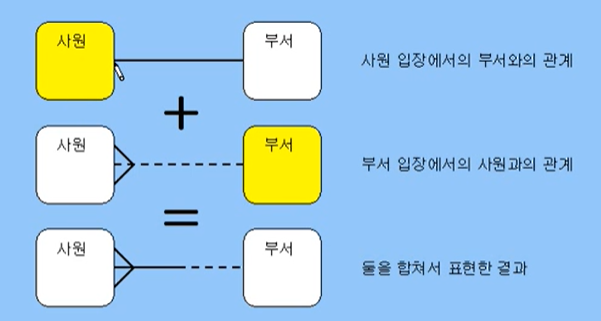 사원
부서
사원 입장에서의 부서와의 관계
+
사원
부서
부서 입장에서의 사원과의 관계
=
사원
부서
둘을 합쳐서 표현한 결과